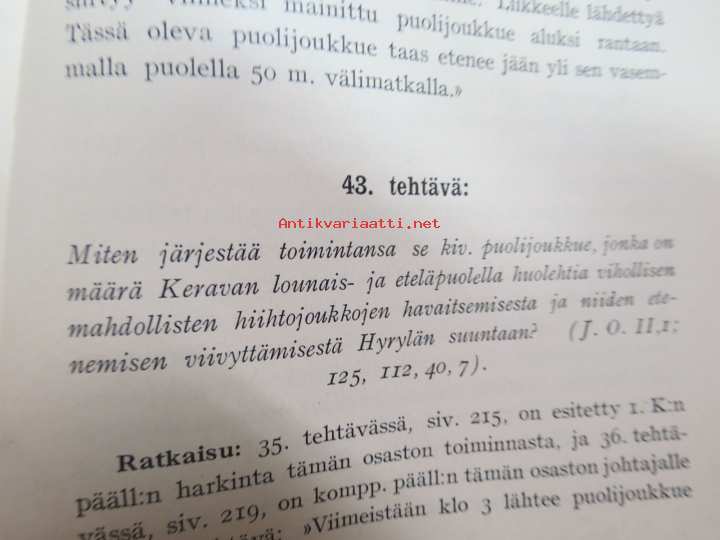 viimeksi mainittu puolijoukkue aluksi rantaan.
Liikkeelle lähdettyä
Tässä oleva puolijoukkue taas etenee jään yli sen vasem-
malla puolella 50 m. välimatkalla.»
43. tehtävä:
Antikvariaatti.net
Miten järjestää toimintansa se kiv. puolijoukkue, jonka on
määrä Keravan lounais- ja eteläpuolella huolehtia vihollisen
mahdollisten hiihtojoukkojen havaitsemisesta ja niiden ete-
nemisen viivyttämisestä Hyrylän suuntaan? (J. O. II,1;
125, 112, 40, 7).
Ratkaisu: 35. tehtävässä, siv. 215, on esitetty 1. K:n
pääll:n harkinta tämän osaston toiminnasta, ja 36. tehtä-
vässä, siv. 219, on kompp. pääll:n tämän osaston johtajalle
»Viimeistään klo 3 lähtee puolijoukkue